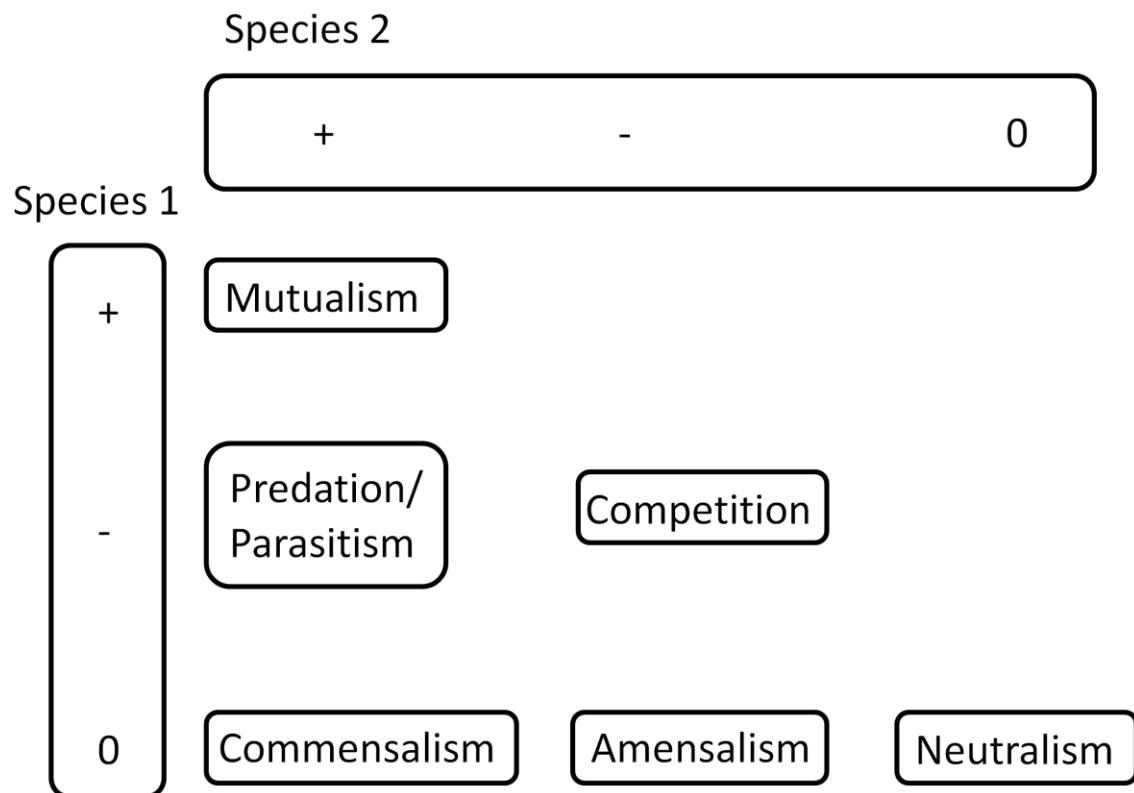 Species 2
+ - 0
Species 1
+ Mutualism
Predation/
Parasitism
- Competition
0 Commensalism Amensalism Neutralism